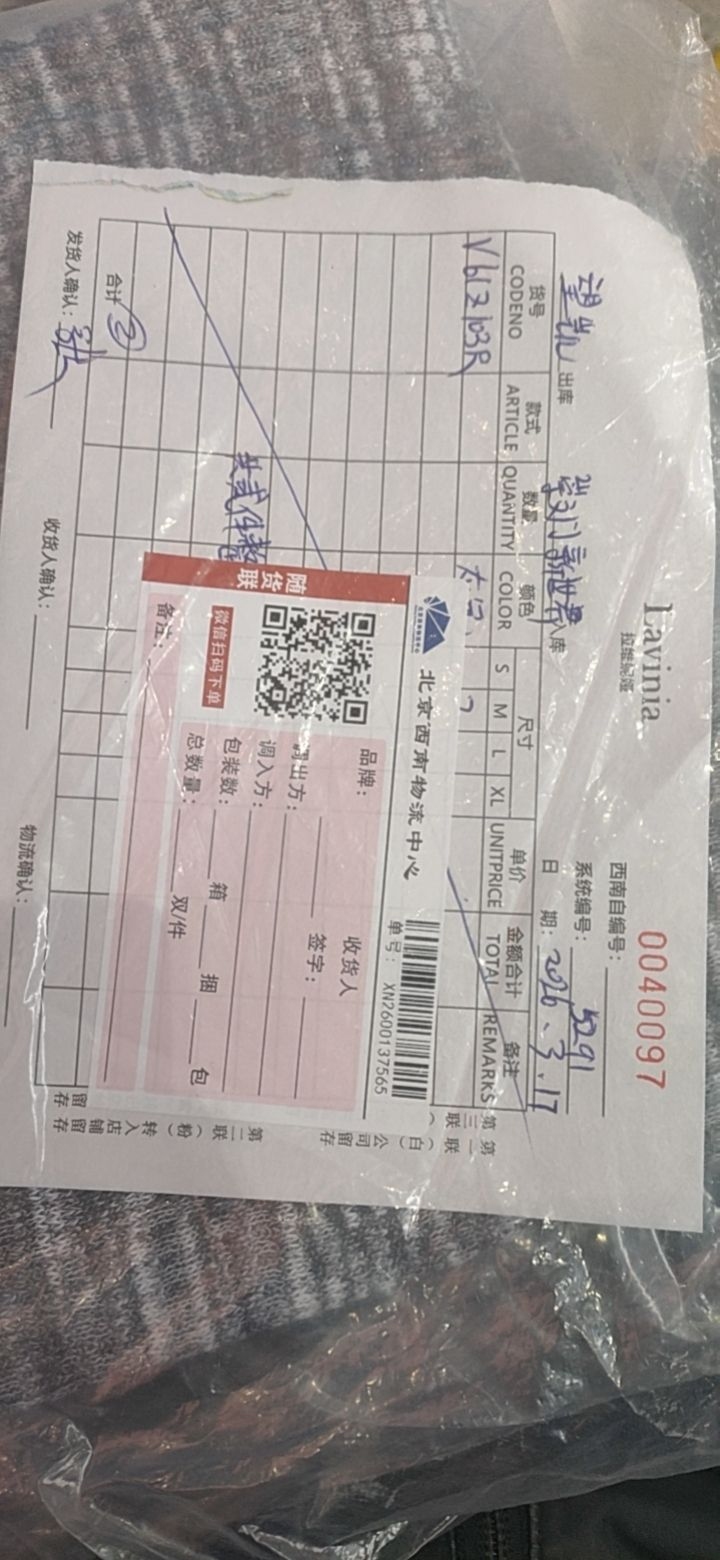 Lavinia
拉维妮娅
0040097
西南自编号:
系统编号: 5291
日 期: 2026.3.17
望京 出库
新世界 入库
货号 款式 数量 颜色 尺寸 单价 金额合计 备注
CODENO ARTICLE QUANTITY COLOR S M L XL UNITPRICE TOTAL REMARKS
V612103R
共贰件整
合计 ②
发货人确认:
收货人确认:
物流确认:
第一联(白)公司留存
第二联(粉)转入店铺留存
第三联(
留存
北京西南物流中心
单号: XN2600137565
随货联
微信扫码下单
品牌:
收货人
签字:
调出方:
调入方:
包装数: 箱 捆 包
总数量: 双/件
备注: